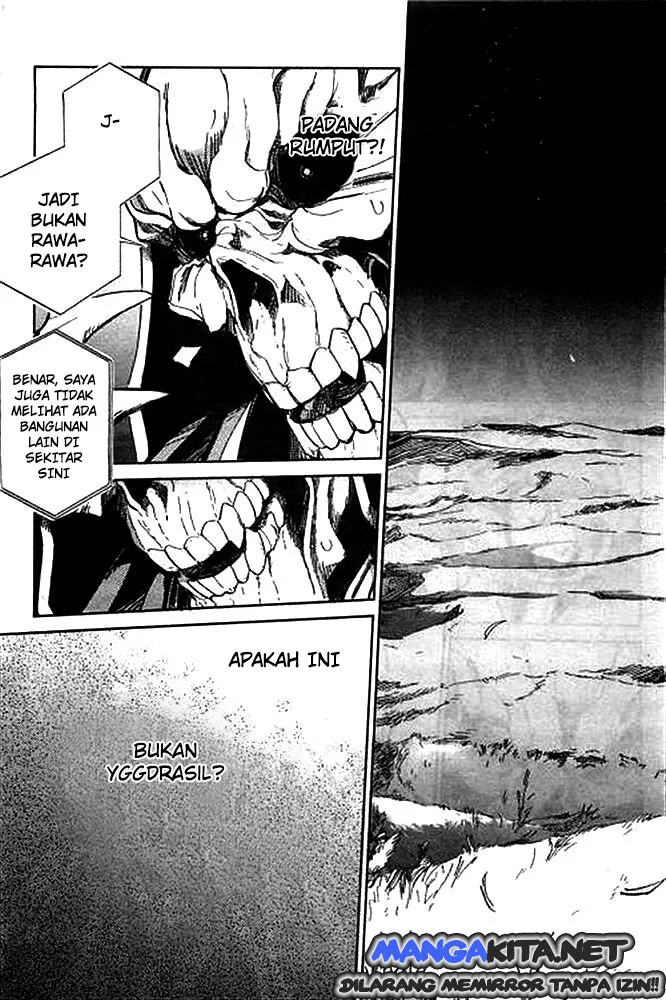 PADANG
RUMPUT?!
J-
JADI
BUKAN
RAWA-
RAWA?
BENAR, SAYA
JUGA TIDAK
MELIHAT ADA
BANGUNAN
LAIN DI
SEKITAR
SINI
APAKAH INI
BUKAN
YGGDRASIL?
MANGAKITA.NET
DILARANG MEMIRROR TANPA IZIN!!